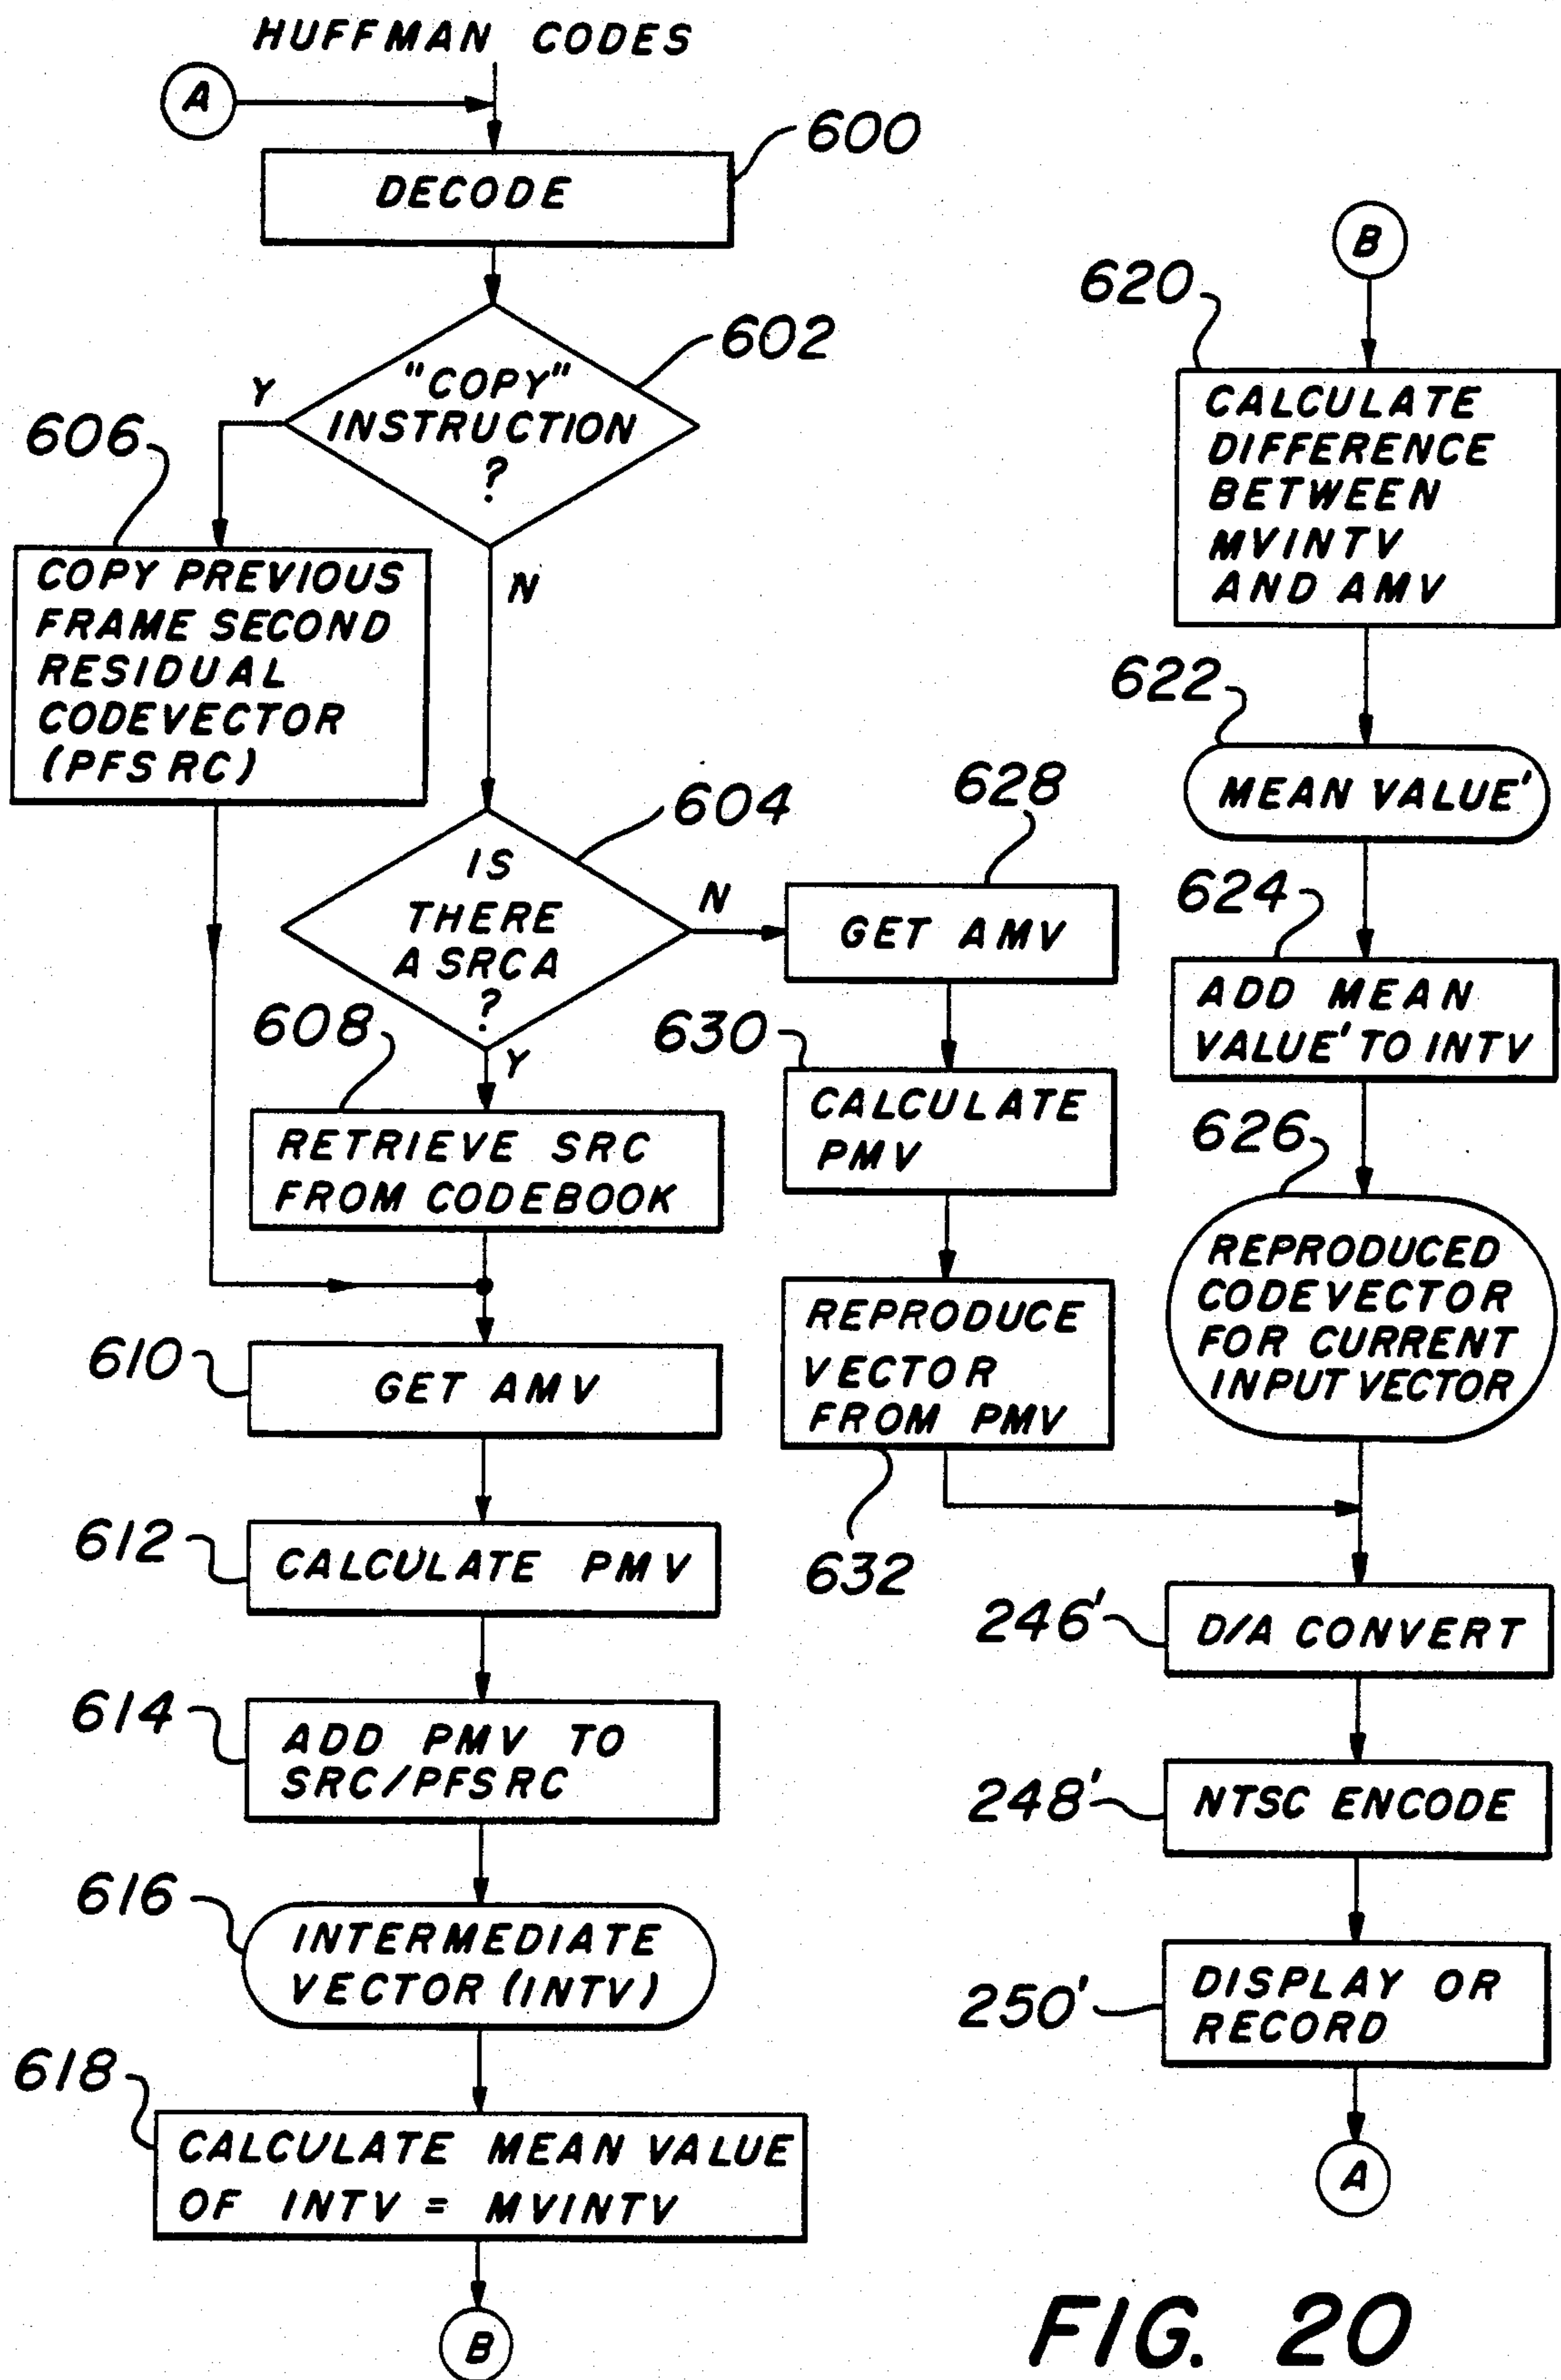 HUFFMAN CODES
A
600
DECODE
602
Y
"COPY"
INSTRUCTION
?
N
606
COPY PREVIOUS
FRAME SECOND
RESIDUAL
CODEVECTOR
(PFSRC)
604
IS
THERE
A SRCA
?
N
Y
608
RETRIEVE SRC
FROM CODEBOOK
610
GET AMV
612
CALCULATE PMV
614
ADD PMV TO
SRC/PFSRC
616
INTERMEDIATE
VECTOR (INTV)
618
CALCULATE MEAN VALUE
OF INTV = MVINTV
B
628
GET AMV
630
CALCULATE
PMV
REPRODUCE
VECTOR
FROM PMV
632
B
620
CALCULATE
DIFFERENCE
BETWEEN
MVINTV
AND AMV
622
MEAN VALUE'
624
ADD MEAN
VALUE' TO INTV
626
REPRODUCED
CODEVECTOR
FOR CURRENT
INPUT VECTOR
246'
D/A CONVERT
248'
NTSC ENCODE
250'
DISPLAY OR
RECORD
A
FIG. 20